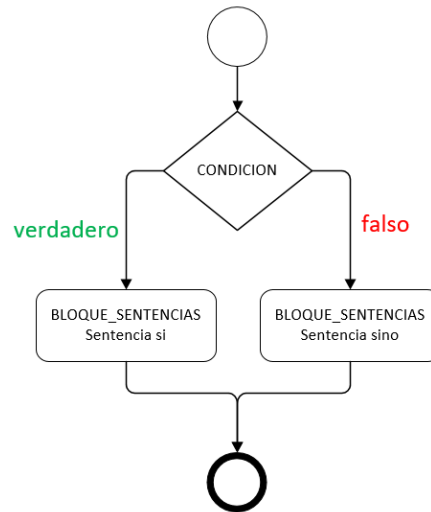 CONDICION
verdadero
falso
BLOQUE_SENTENCIAS
Sentencia si
BLOQUE_SENTENCIAS
Sentencia sino